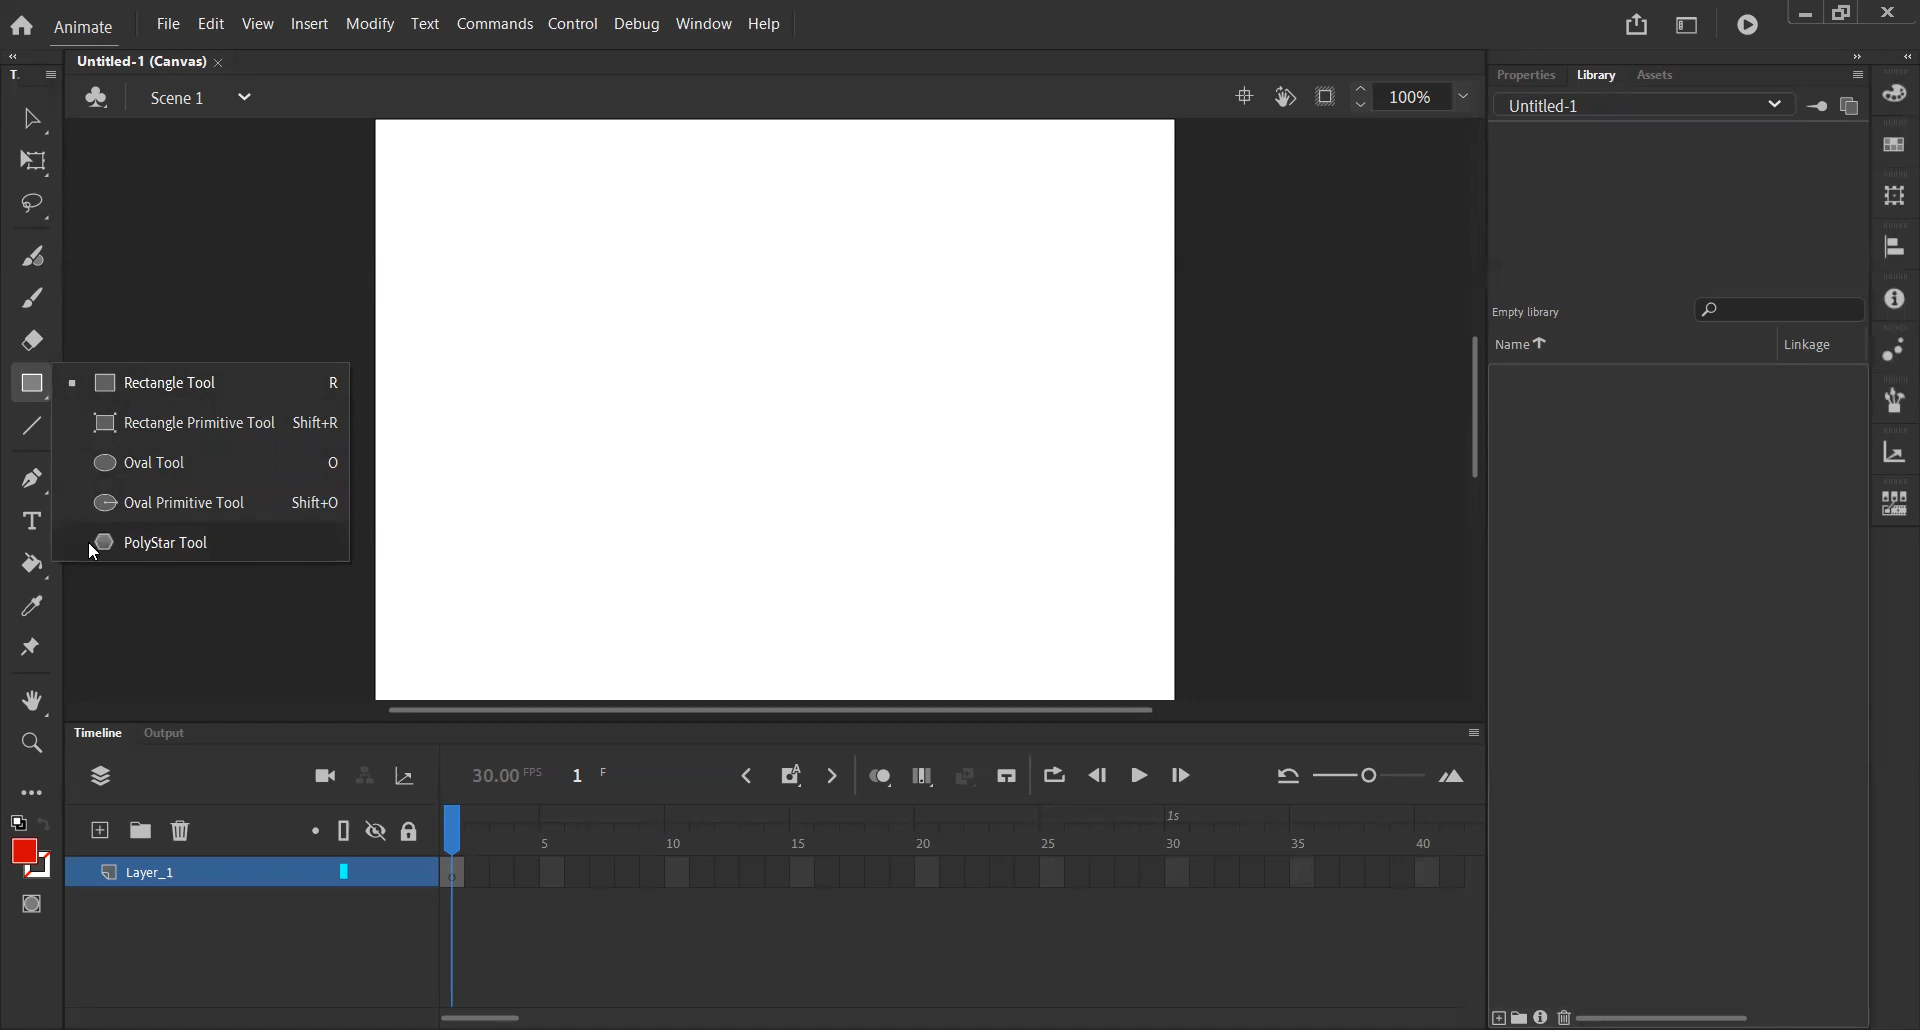 Animate File Edit View Insert Modify Text Commands Control Debug Window Help
Untitled-1 (Canvas)
T.
Properties Library Assets
Scene 1
100%
Untitled-1
Empty library
Name Linkage
Rectangle Tool R
Rectangle Primitive Tool Shift+R
Oval Tool O
Oval Primitive Tool Shift+O
PolyStar Tool
Timeline Output
30.00 FPS 1 F
1s
5 10 15 20 25 30 35 40
Layer_1